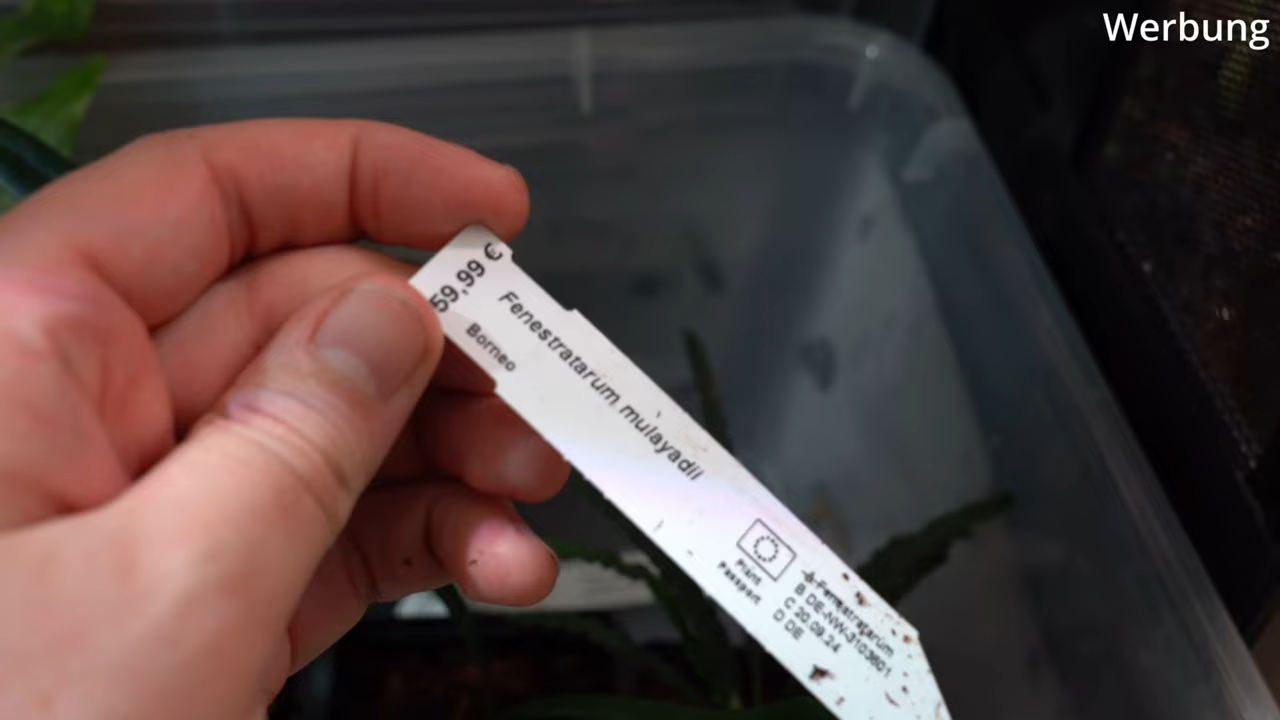 Werbung
59,99 €
Fenestratarum mulayadii
Borneo
Plant
Passport
A Fenestratarum
B DE-NW-3103601
C 20.09.24
D DE